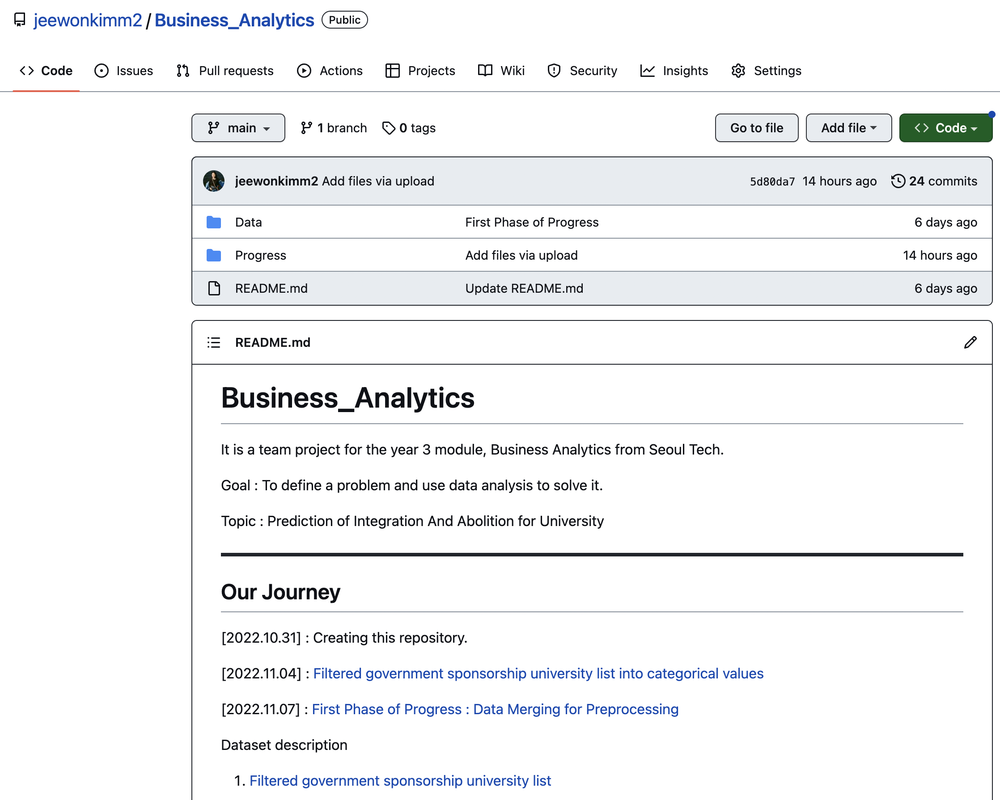 jeewonkimm2 / Business_Analytics Public
Code Issues Pull requests Actions Projects Wiki Security Insights Settings
main 1 branch 0 tags Go to file Add file Code
jeewonkimm2 Add files via upload 5d80da7 14 hours ago 24 commits
Data First Phase of Progress 6 days ago
Progress Add files via upload 14 hours ago
README.md Update README.md 6 days ago
README.md
Business_Analytics
It is a team project for the year 3 module, Business Analytics from Seoul Tech.
Goal : To define a problem and use data analysis to solve it.
Topic : Prediction of Integration And Abolition for University
Our Journey
[2022.10.31] : Creating this repository.
[2022.11.04] : Filtered government sponsorship university list into categorical values
[2022.11.07] : First Phase of Progress : Data Merging for Preprocessing
Dataset description
1. Filtered government sponsorship university list